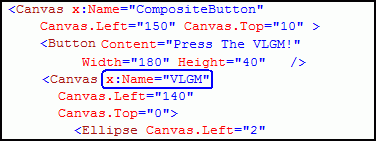 <Canvas x:Name="CompositeButton"
Canvas.Left="150" Canvas.Top="10" >
<Button Content="Press The VLGM!"
Width="180" Height="40" />
<Canvas x:Name="VLGM"
Canvas.Left="140"
Canvas.Top="0">
<Ellipse Canvas.Left="2"